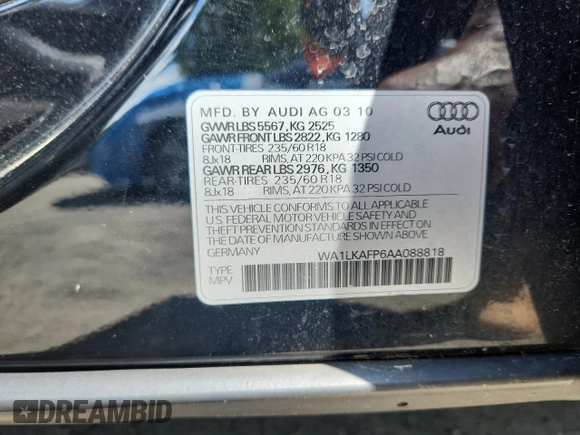 MFD. BY AUDI AG 03 10
GVWR LBS 5567, KG 2525
GAWR FRONT LBS 2822, KG 1280
FRONT-TIRES 235/60 R18
8Jx18 RIMS, AT 220 KPA 32 PSI COLD
GAWR REAR LBS 2976, KG 1350
REAR-TIRES 235/60 R18
8Jx18 RIMS, AT 220 KPA 32 PSI COLD
THIS VEHICLE CONFORMS TO ALL APPLICABLE
U.S. FEDERAL MOTOR VEHICLE SAFETY AND
THEFT PREVENTION STANDARDS IN EFFECT ON
THE DATE OF MANUFACTURE SHOWN ABOVE.
GERMANY WA1LKAFP6AA088818
TYPE
MPV
Audi
DREAMBID